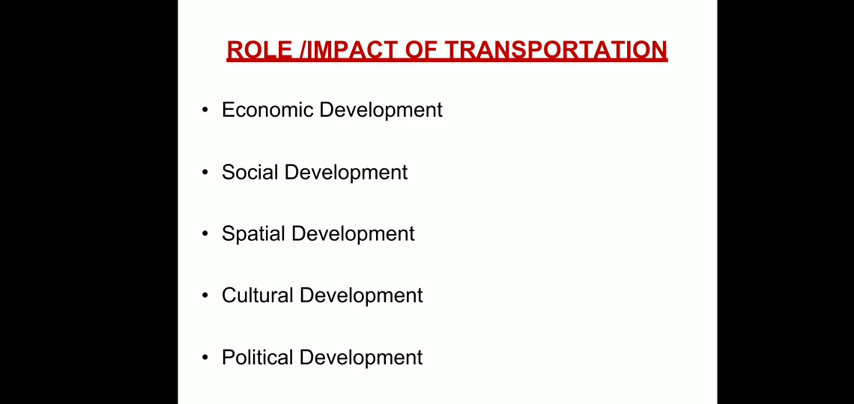 ROLE /IMPACT OF TRANSPORTATION
• Economic Development
• Social Development
• Spatial Development
• Cultural Development
• Political Development